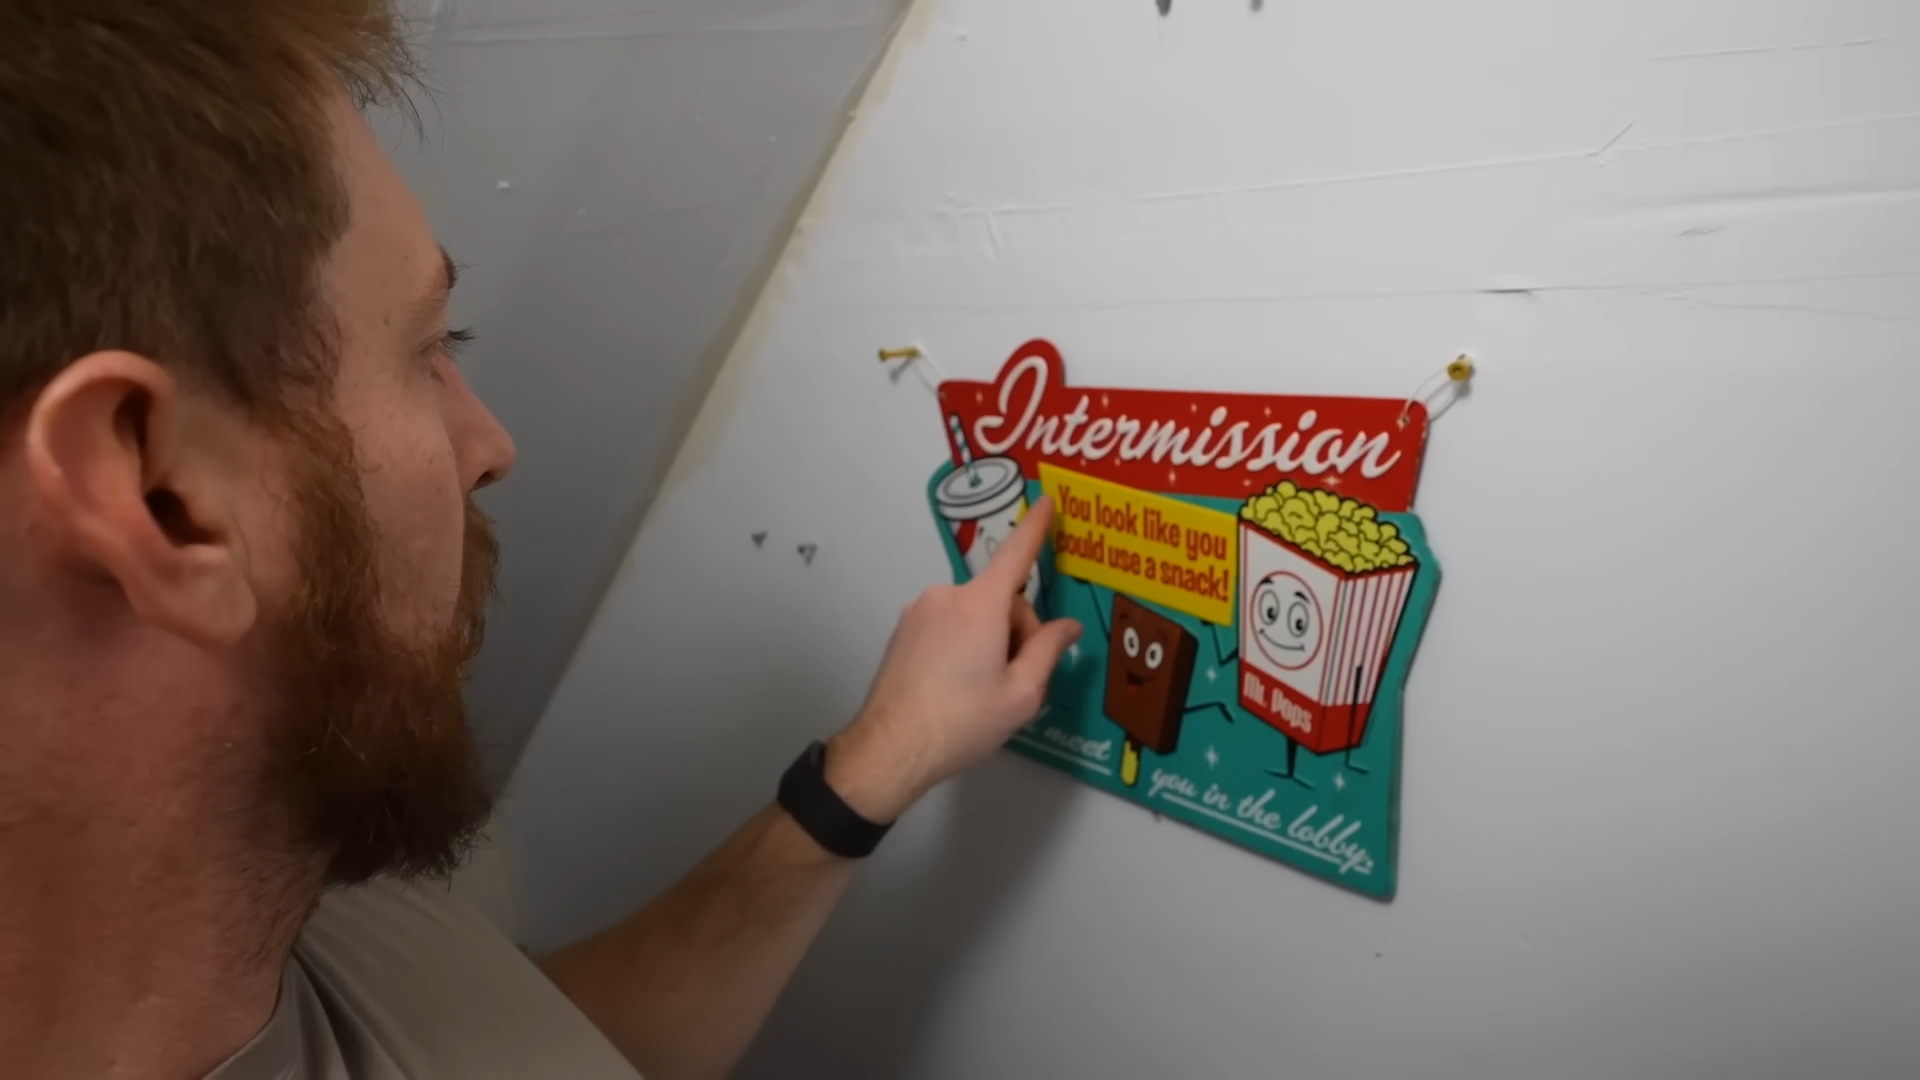 Intermission
You look like you
could use a snack!
Mr. Pops
meet
you in the lobby.